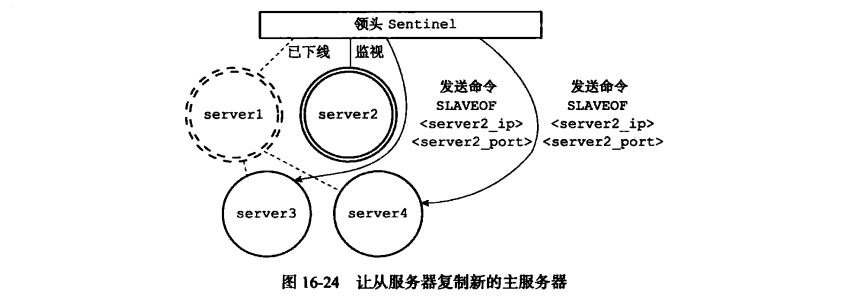 领头 Sentinel
已下线
监视
server1
server2
发送命令
SLAVEOF
<server2_ip>
<server2_port>
发送命令
SLAVEOF
<server2_ip>
<server2_port>
server3
server4
图 16-24 让从服务器复制新的主服务器